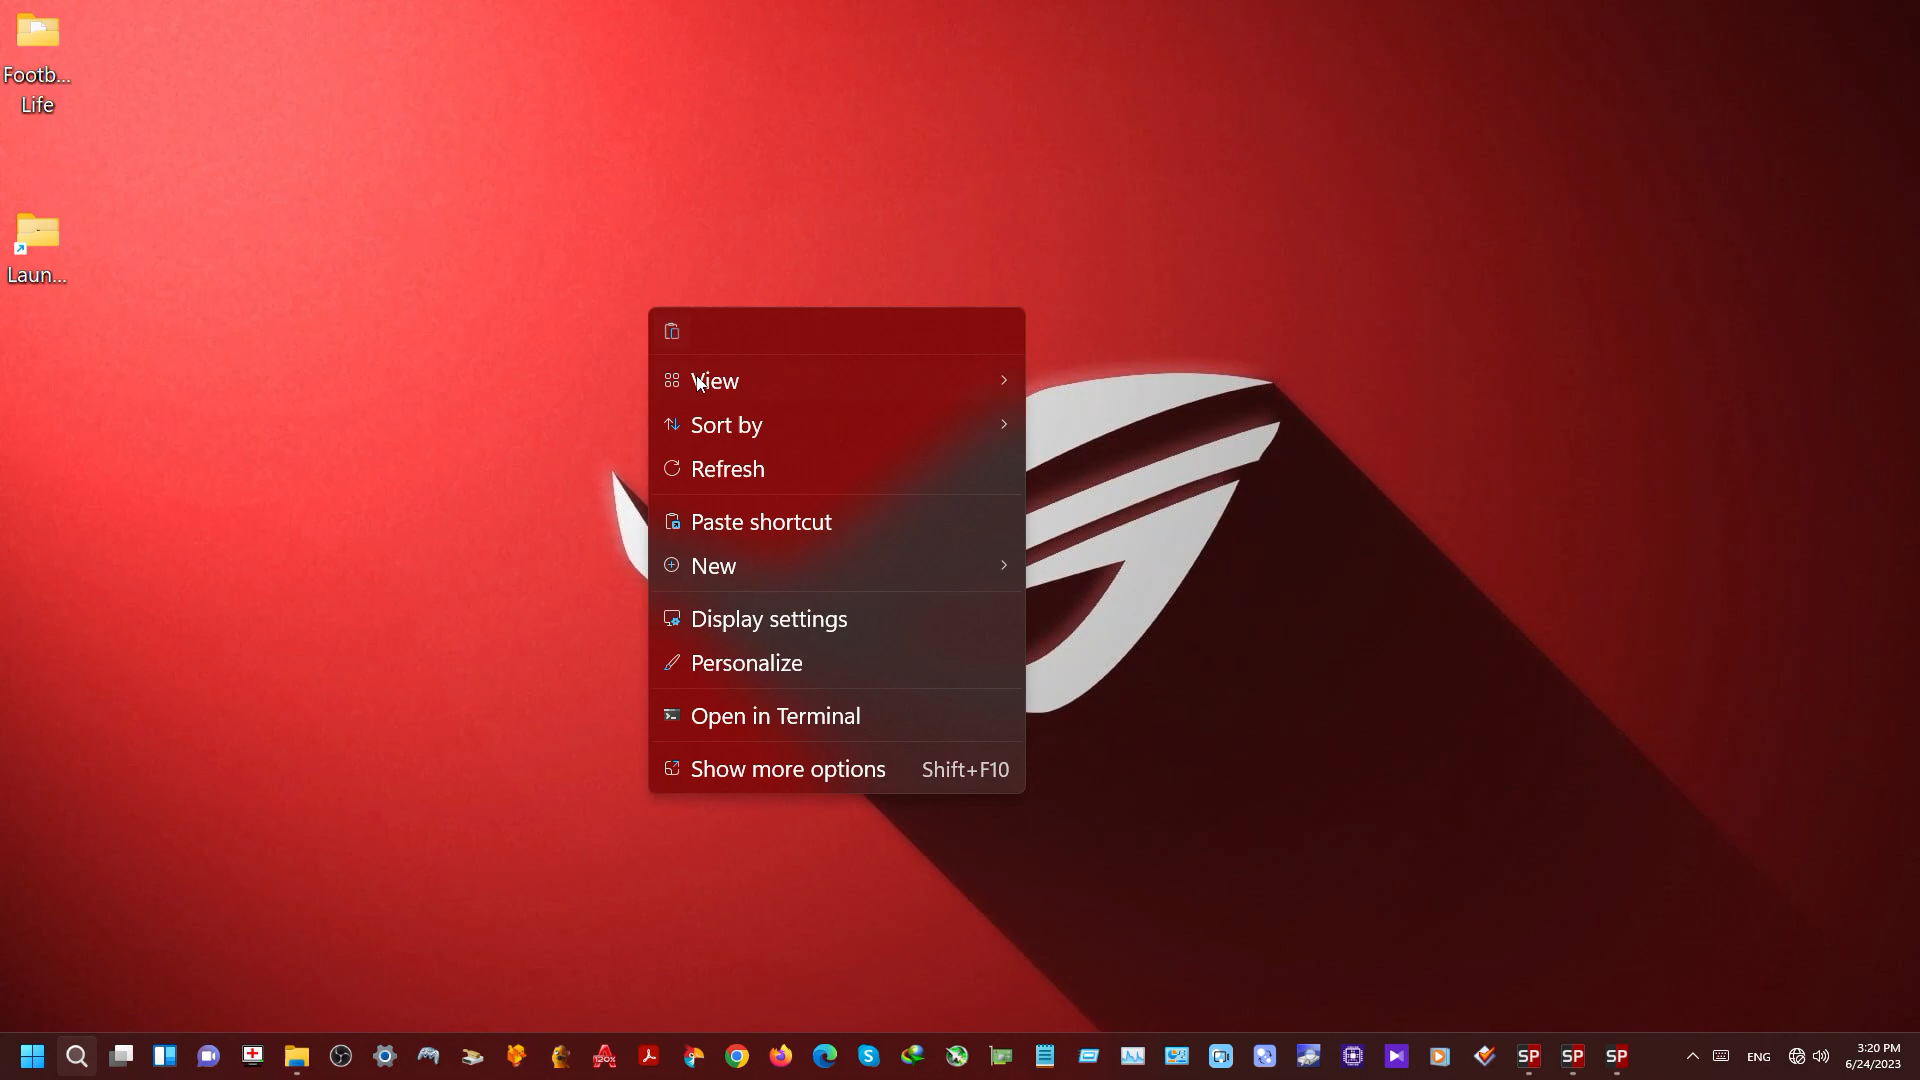 Footb...
Life
Laun...
View
Sort by
Refresh
Paste shortcut
New
Display settings
Personalize
Open in Terminal
Show more options Shift+F10
120%
SP SP SP
ENG
3:20 PM
6/24/2023